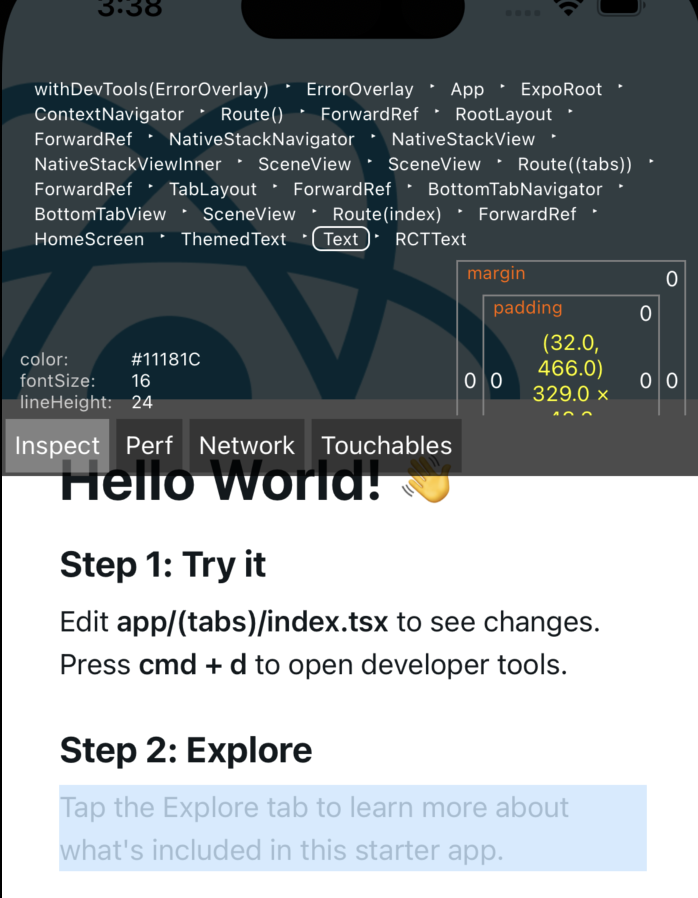 3:38
withDevTools(ErrorOverlay) ‣ ErrorOverlay ‣ App ‣ ExpoRoot ‣
ContextNavigator ‣ Route() ‣ ForwardRef ‣ RootLayout ‣
ForwardRef ‣ NativeStackNavigator ‣ NativeStackView ‣
NativeStackViewInner ‣ SceneView ‣ SceneView ‣ Route((tabs)) ‣
ForwardRef ‣ TabLayout ‣ ForwardRef ‣ BottomTabNavigator ‣
BottomTabView ‣ SceneView ‣ Route(index) ‣ ForwardRef ‣
HomeScreen ‣ ThemedText ‣ Text ‣ RCTText
margin 0
padding 0
(32.0,
466.0)
0 0 329.0 × 0 0
color: #11181C
fontSize: 16
lineHeight: 24
Inspect Perf Network Touchables
Hello World! 👋
Step 1: Try it
Edit app/(tabs)/index.tsx to see changes.
Press cmd + d to open developer tools.
Step 2: Explore
Tap the Explore tab to learn more about
what's included in this starter app.